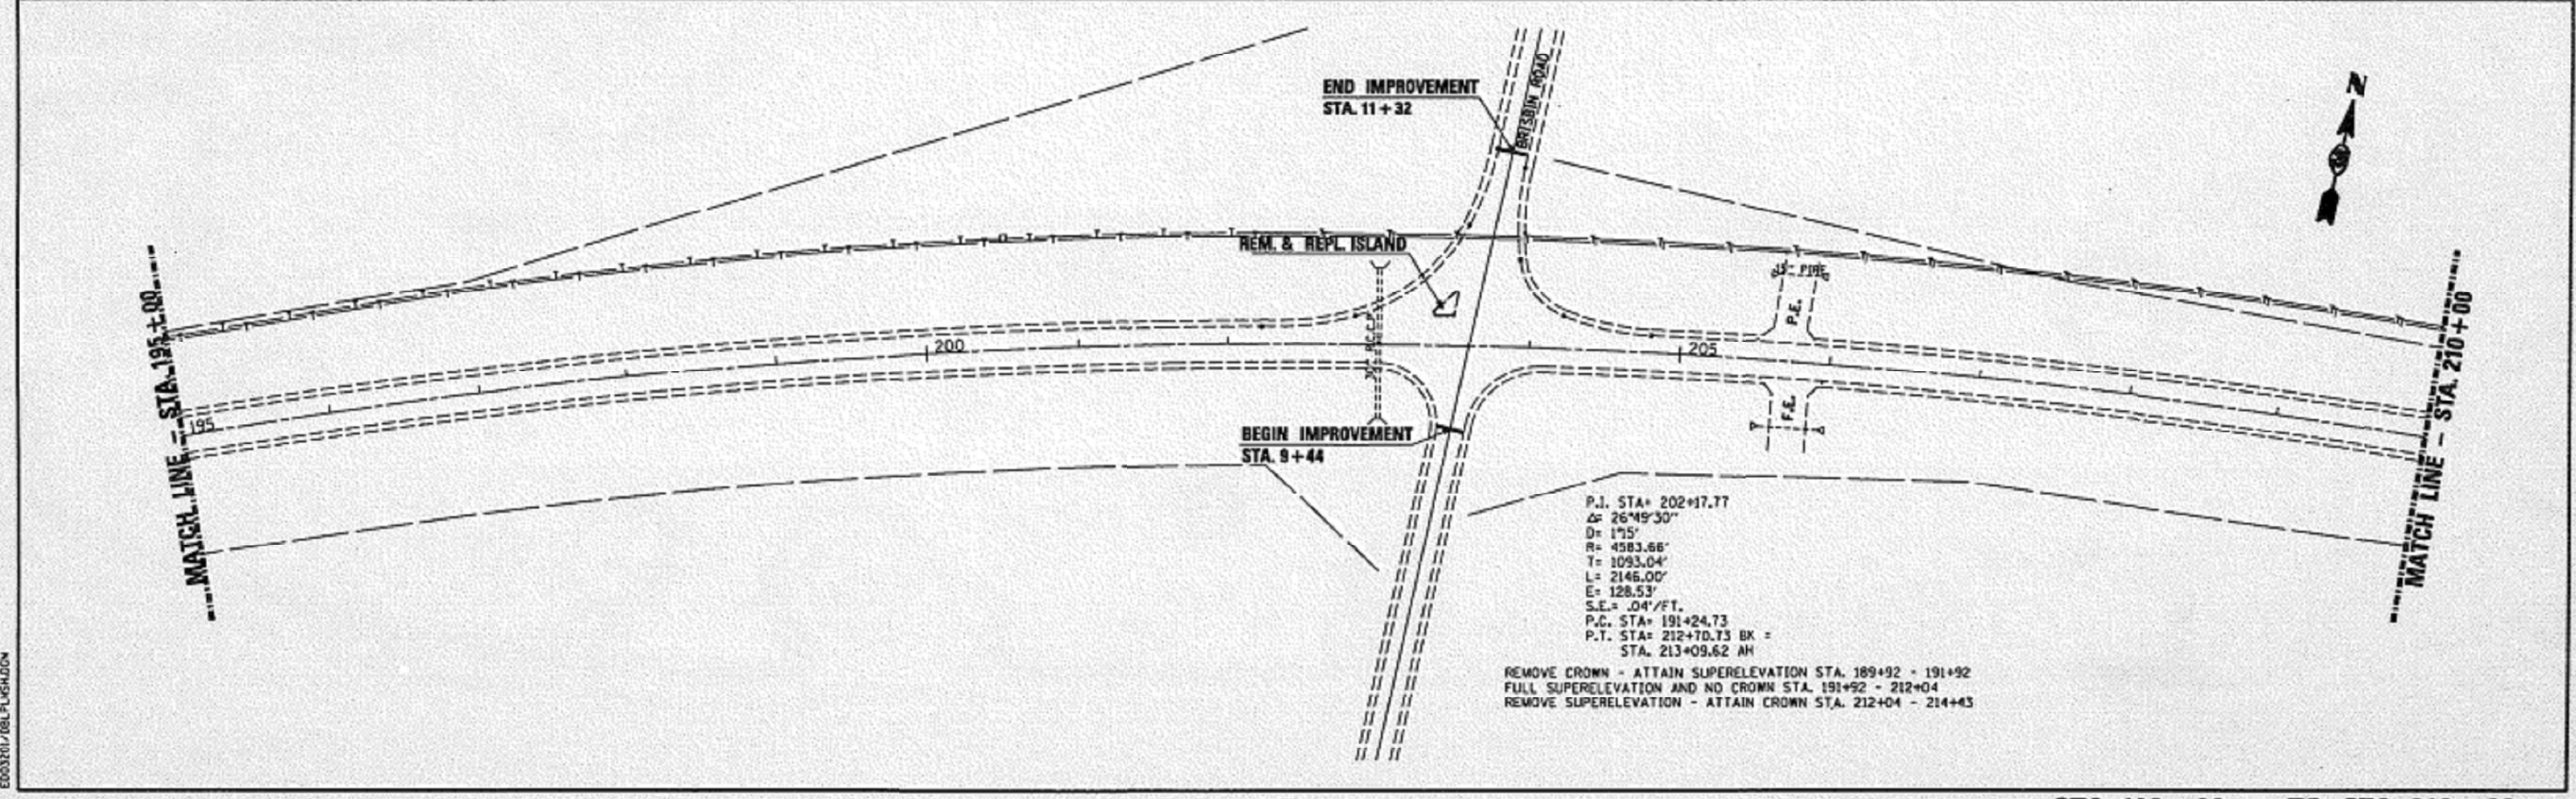 N
END IMPROVEMENT
STA. 11+32
BRISBIN ROAD
REM. & REPL. ISLAND
15" PIPE
P.E.
MATCH LINE - STA. 195+00
195
200
205
R.C.P.
F.E.
MATCH LINE - STA. 210+00
BEGIN IMPROVEMENT
STA. 9+44
P.I. STA= 202+17.77
Δ= 26°49'30"
D= 1°15'
R= 4583.66'
T= 1093.04'
L= 2146.00'
E= 128.53'
S.E.= .04'/FT.
P.C. STA= 191+24.73
P.T. STA= 212+70.73 BK =
STA. 213+09.62 AH
REMOVE CROWN - ATTAIN SUPERELEVATION STA. 189+92 - 191+92
FULL SUPERELEVATION AND NO CROWN STA. 191+92 - 212+04
REMOVE SUPERELEVATION - ATTAIN CROWN STA. 212+04 - 214+43